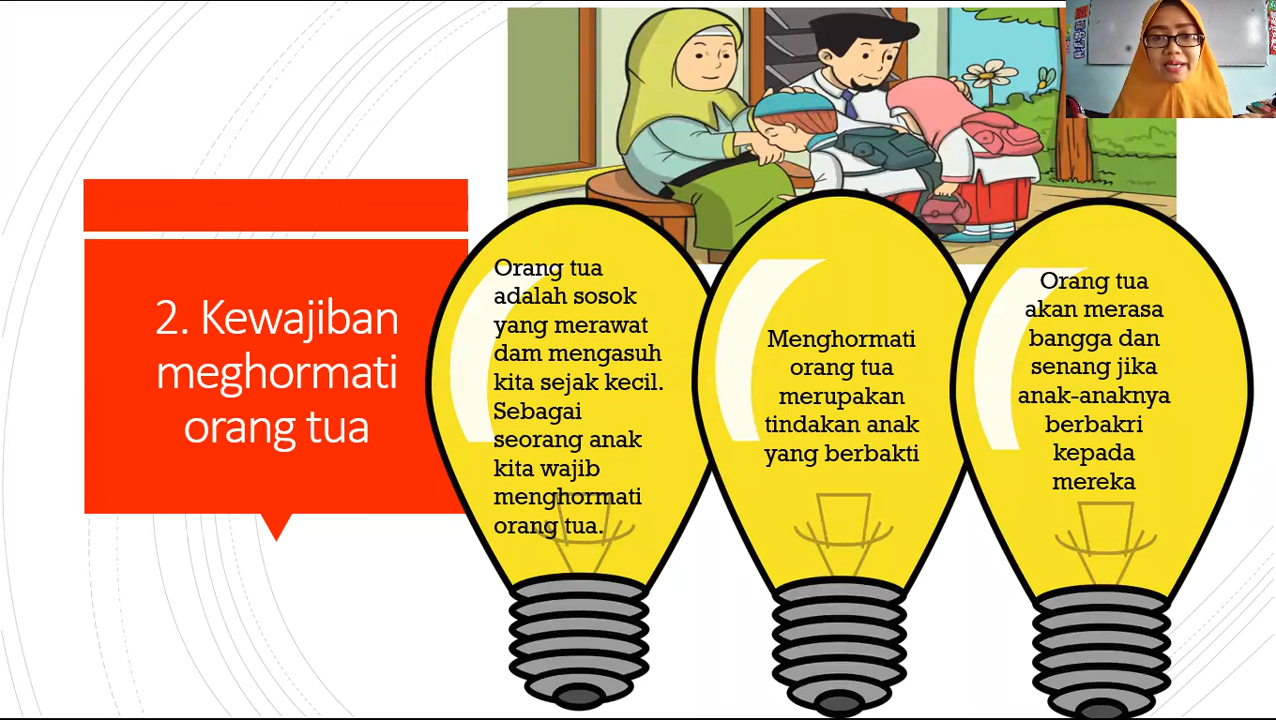 2. Kewajiban
meghormati
orang tua
Orang tua
adalah sosok
yang merawat
dam mengasuh
kita sejak kecil.
Sebagai
seorang anak
kita wajib
menghormati
orang tua.
Menghormati
orang tua
merupakan
tindakan anak
yang berbakti
Orang tua
akan merasa
bangga dan
senang jika
anak-anaknya
berbakri
kepada
mereka